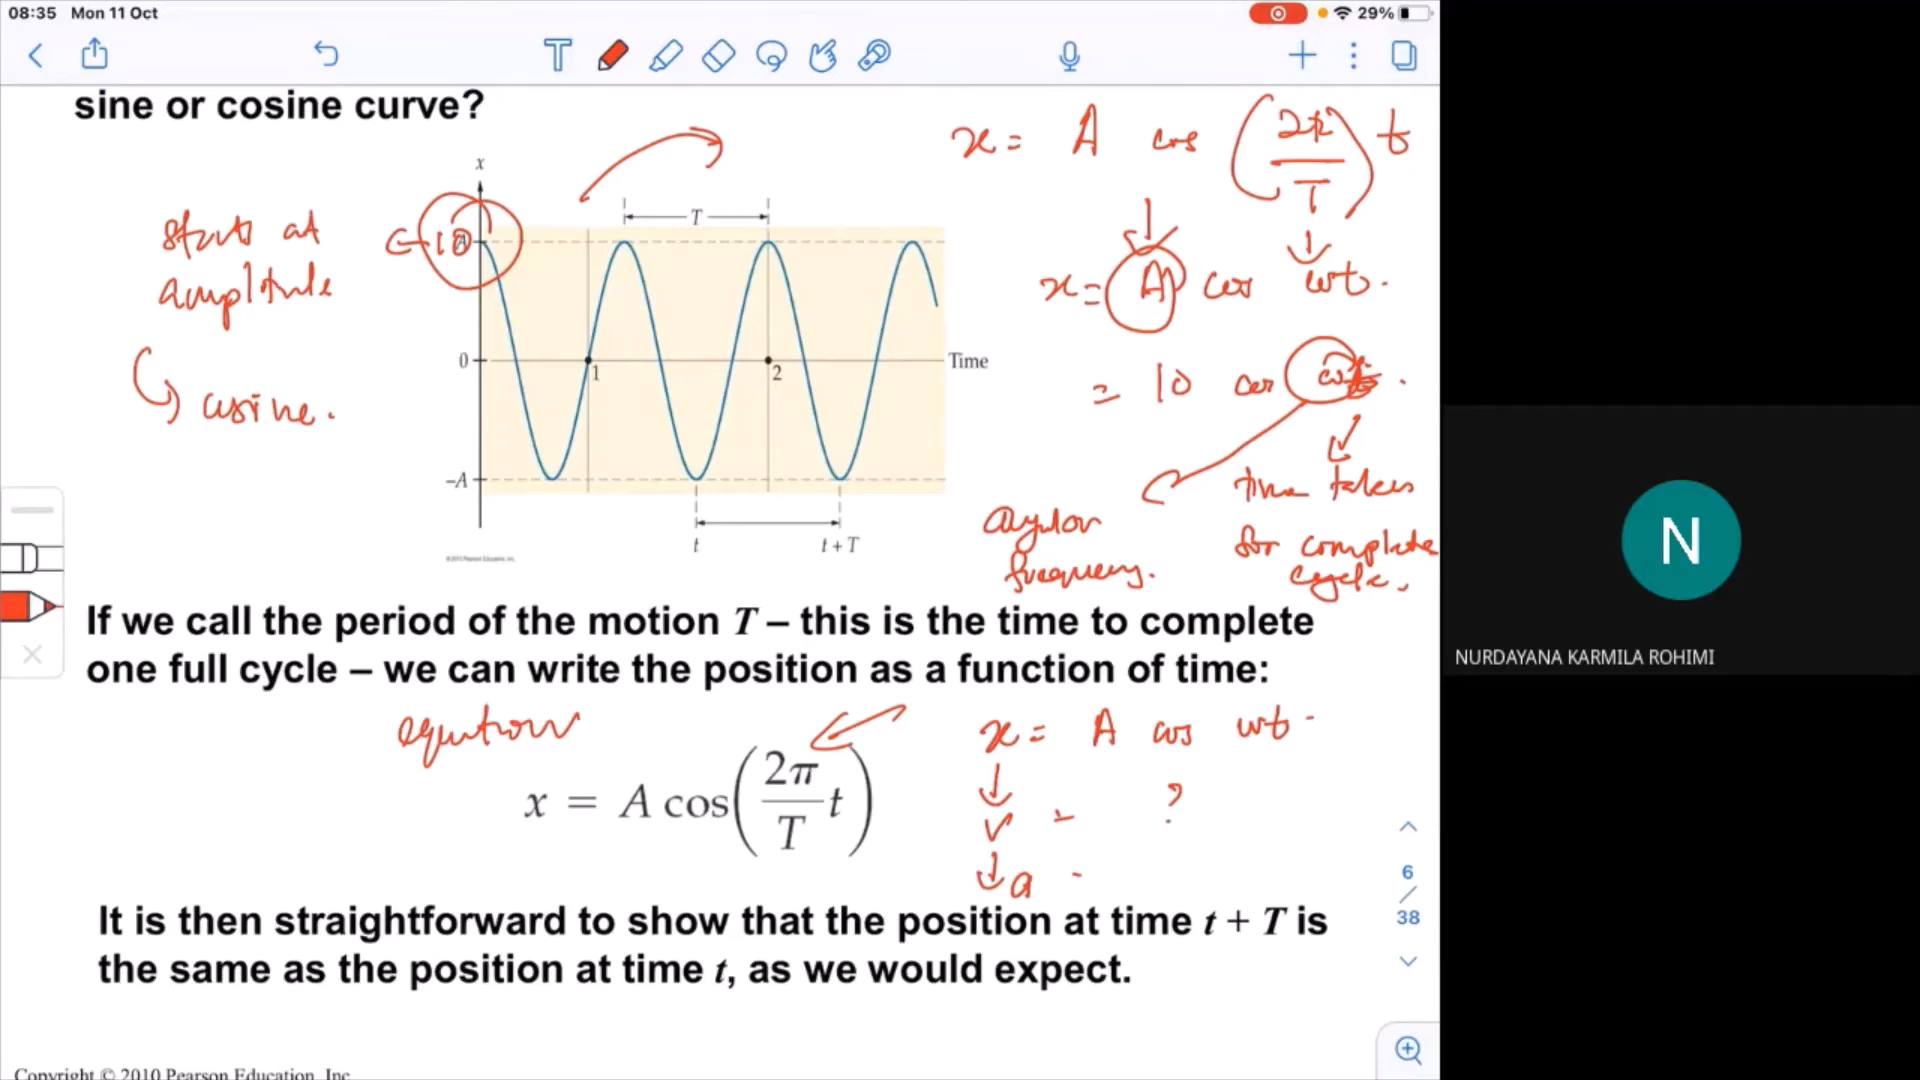 08:35 Mon 11 Oct
29%
sine or cosine curve?
x = A cos (2π/T) t
x
T
starts at
amplitude
10
A
x = A cos ωt.
0
1
2
Time
= 10 cos ωt.
cosine.
-A
time takes
for complete
cycle.
angular
frequency.
t
t + T
©2010 Pearson Education, Inc.
If we call the period of the motion T – this is the time to complete
one full cycle – we can write the position as a function of time:
equation
x = A cos(2π/T t)
x = A cos ωt.
v = ?
a =
It is then straightforward to show that the position at time t + T is
the same as the position at time t, as we would expect.
6
38
Copyright © 2010 Pearson Education, Inc.
N
NURDAYANA KARMILA ROHIMI